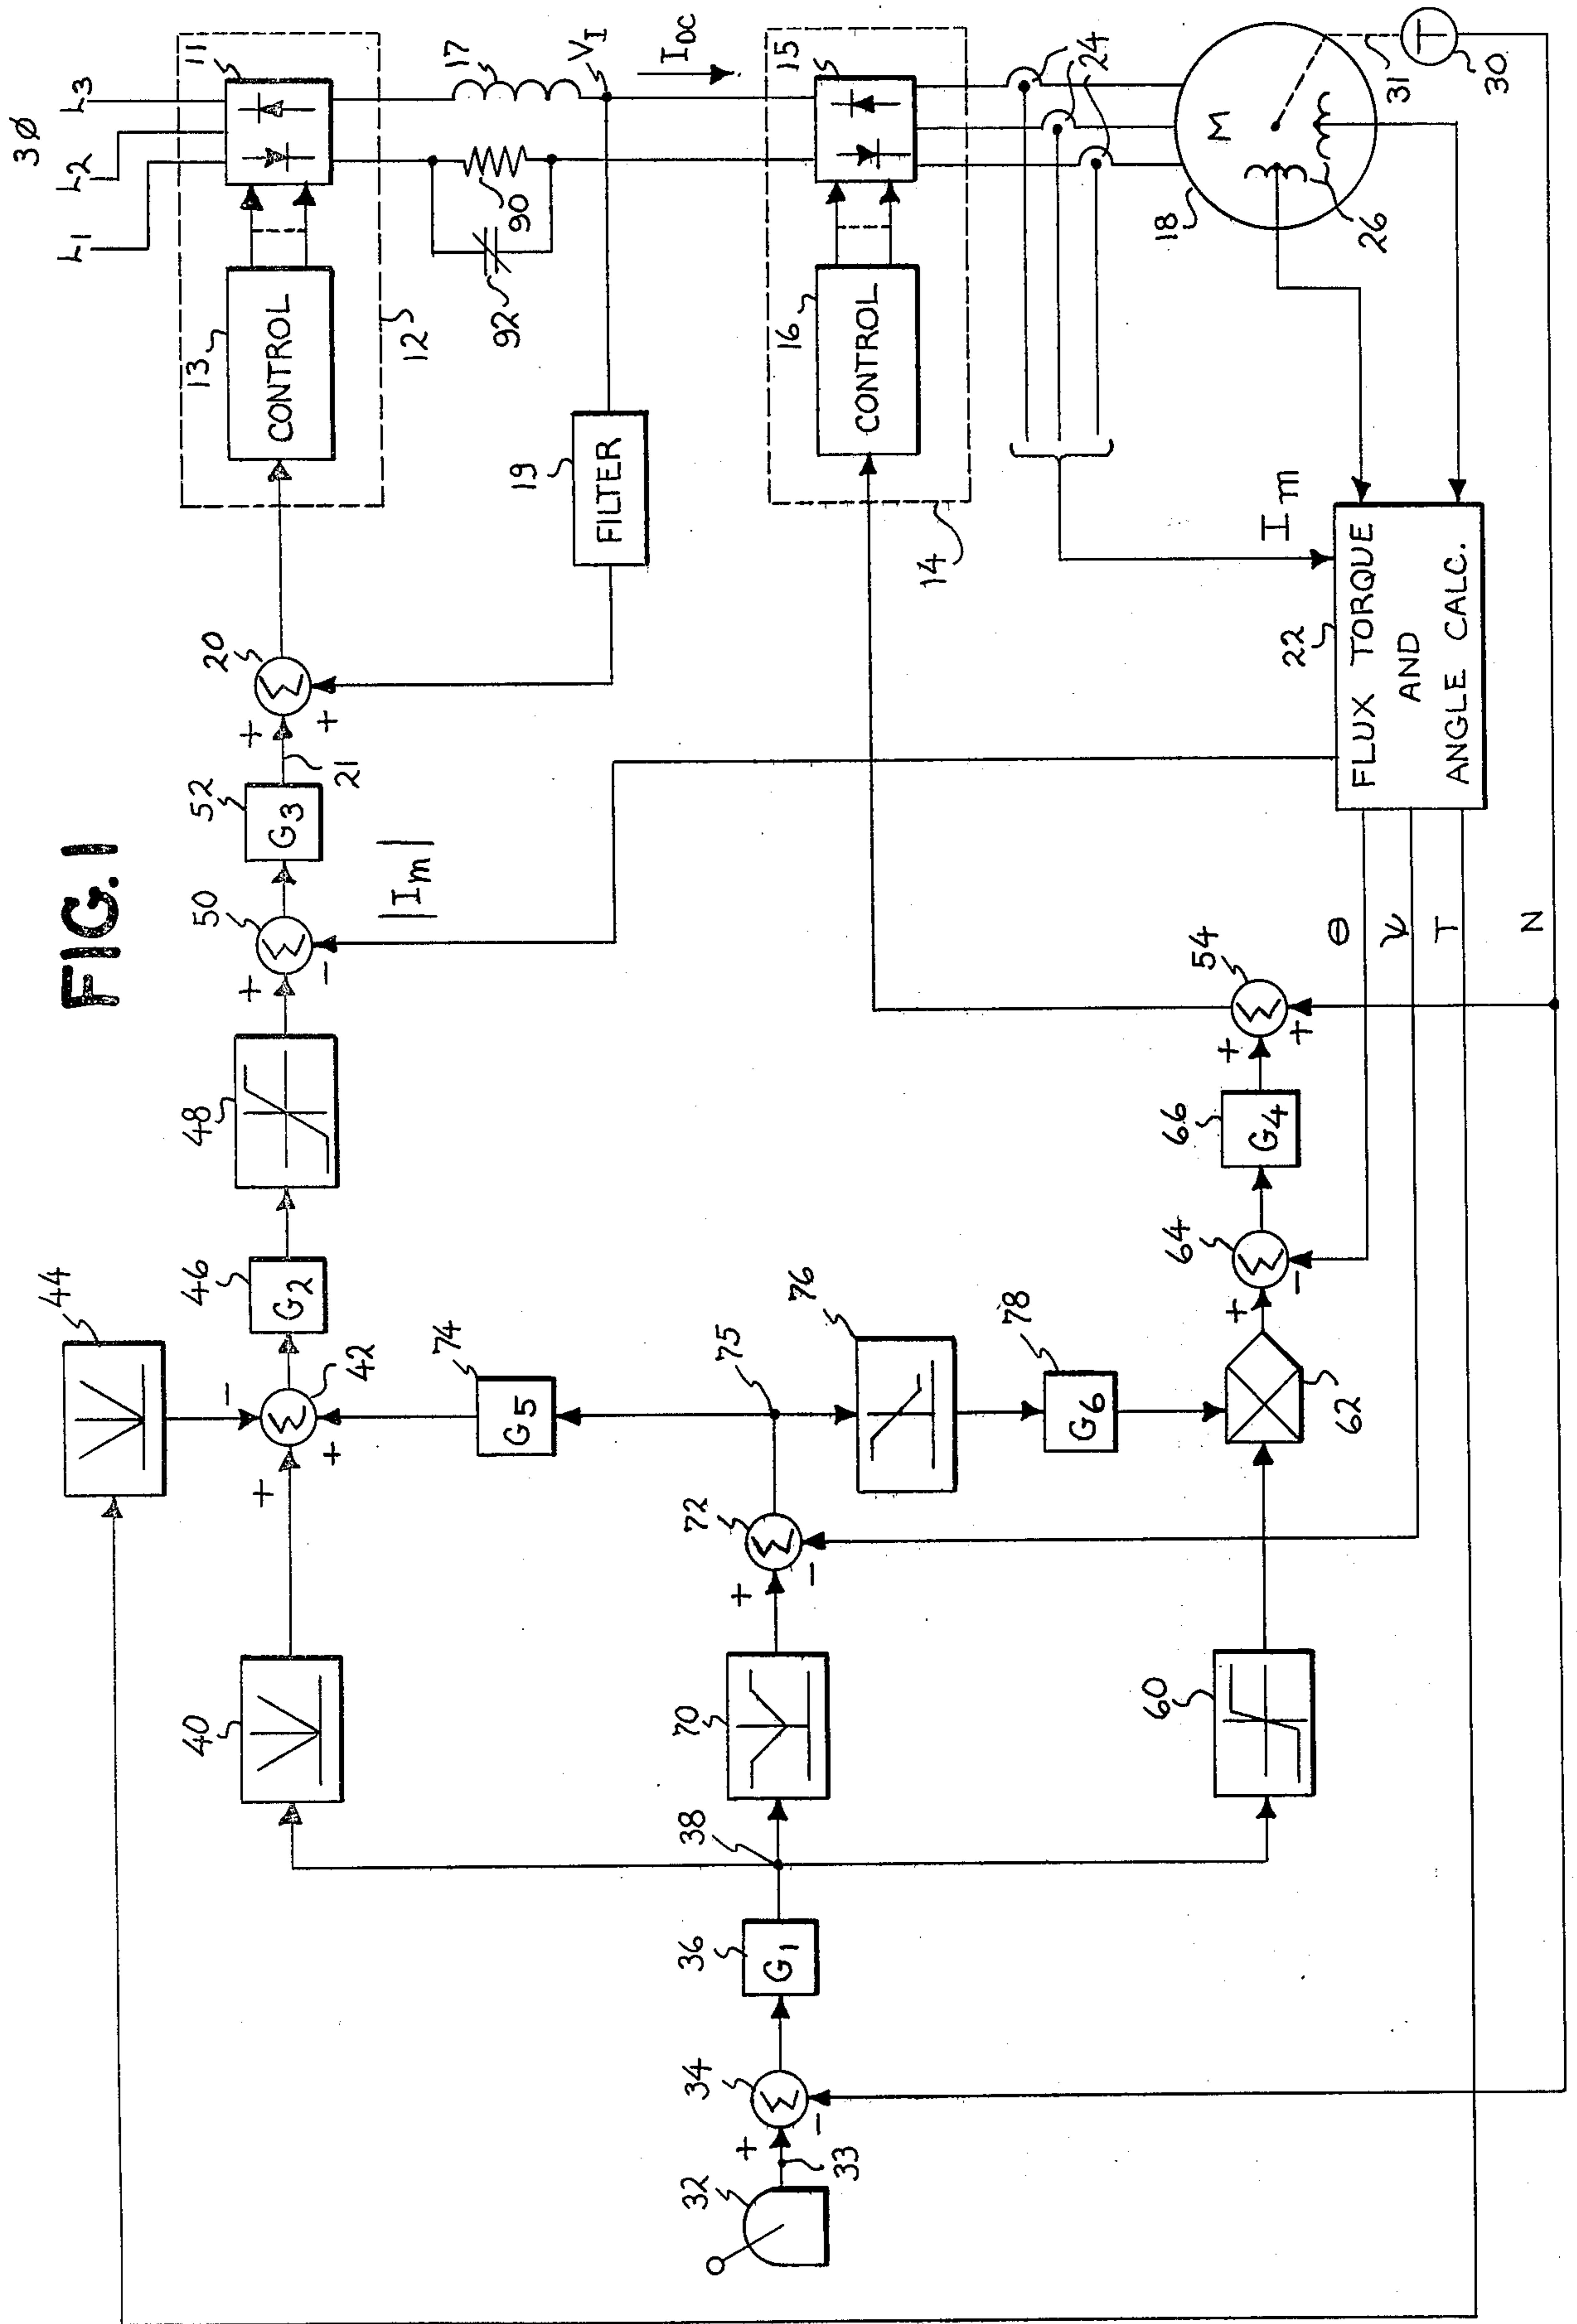 FIG. 1
3Ø
L1 L2 L3
11
13
CONTROL
12
17
90
92
V_I
I_DC
19
FILTER
15
16
CONTROL
14
24
24
M
18
26
31
T
30
I_m
22
FLUX TORQUE
AND
ANGLE CALC.
θ
ψ
T
N
20
Σ
+
+
21
52
G3
50
Σ
+
-
|I_m|
48
46
G2
44
42
Σ
-
+
+
40
74
G5
75
76
78
G6
72
Σ
+
-
70
38
36
G1
34
Σ
+
-
33
32
60
62
64
Σ
+
-
66
G4
54
Σ
+
+